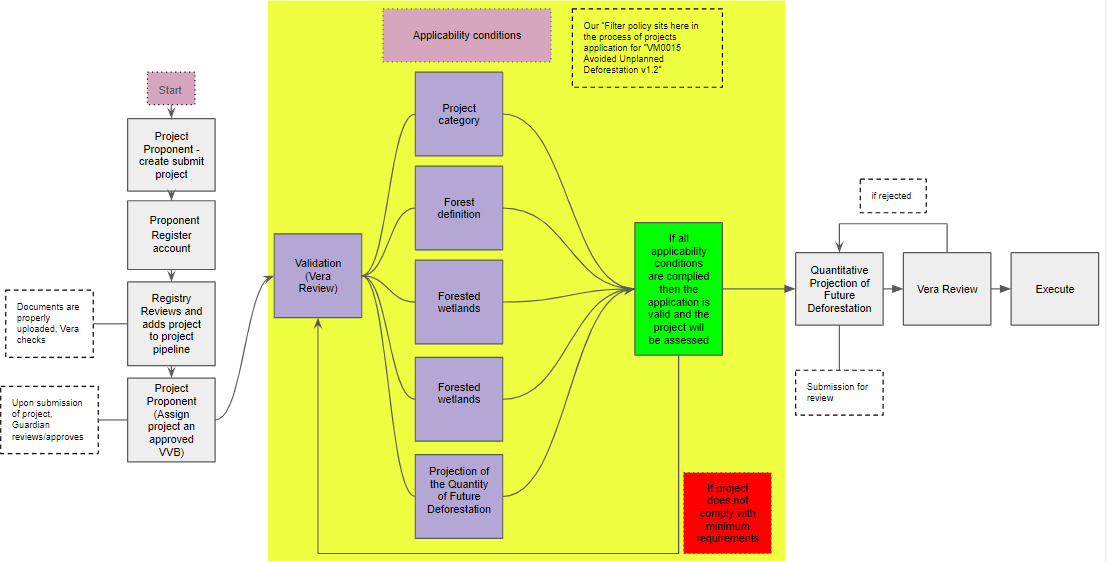 Applicability conditions
Our "Filter policy sits here in
the process of projects
application for "VM0015
Avoided Unplanned
Deforestation v1.2"
Start
Project
Proponent -
create submit
project
Proponent
Register
account
Registry
Reviews and
adds project
to project
pipeline
Documents are
properly
uploaded, Vera
checks
Project
Proponent
(Assign
project an
approved
VVB)
Upon submission
of project,
Guardian
reviews/approves
Validation
(Vera
Review)
Project
category
Forest
definition
Forested
wetlands
Forested
wetlands
Projection of
the Quantity
of Future
Deforestation
If all
applicability
conditions
are complied
then the
application is
valid and the
project will
be assessed
If project
does not
comply with
minimum
requirements
if rejected
Quantitative
Projection of
Future
Deforestation
Vera Review
Execute
Submission for
review